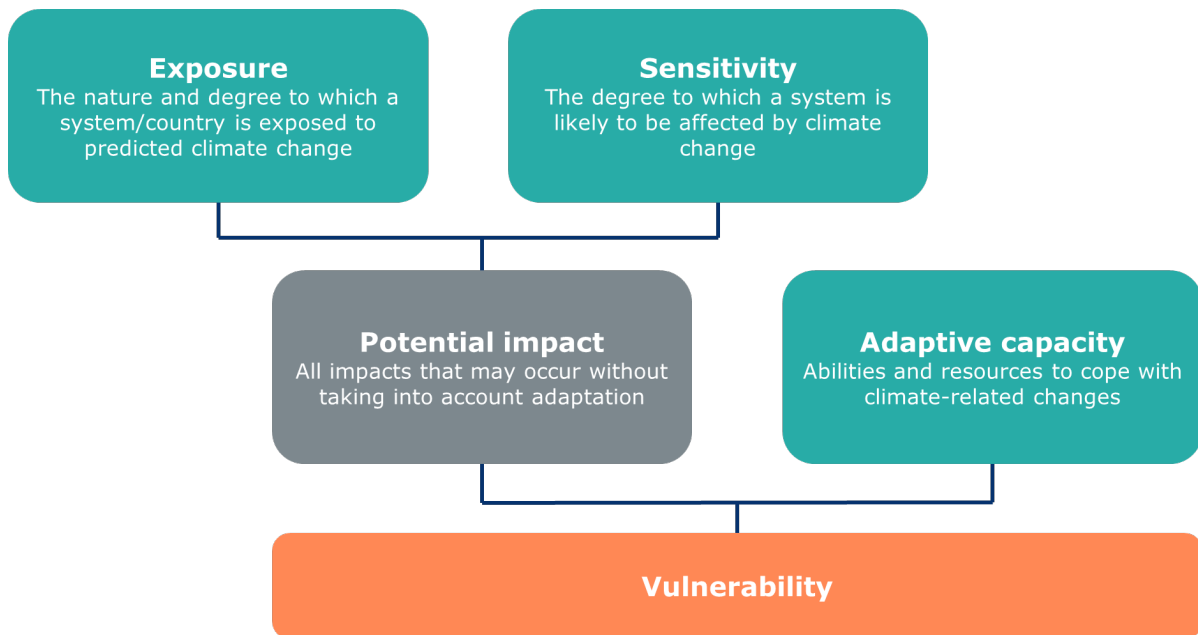 Exposure
The nature and degree to which a
system/country is exposed to
predicted climate change
Sensitivity
The degree to which a system is
likely to be affected by climate
change
Potential impact
All impacts that may occur without
taking into account adaptation
Adaptive capacity
Abilities and resources to cope with
climate-related changes
Vulnerability